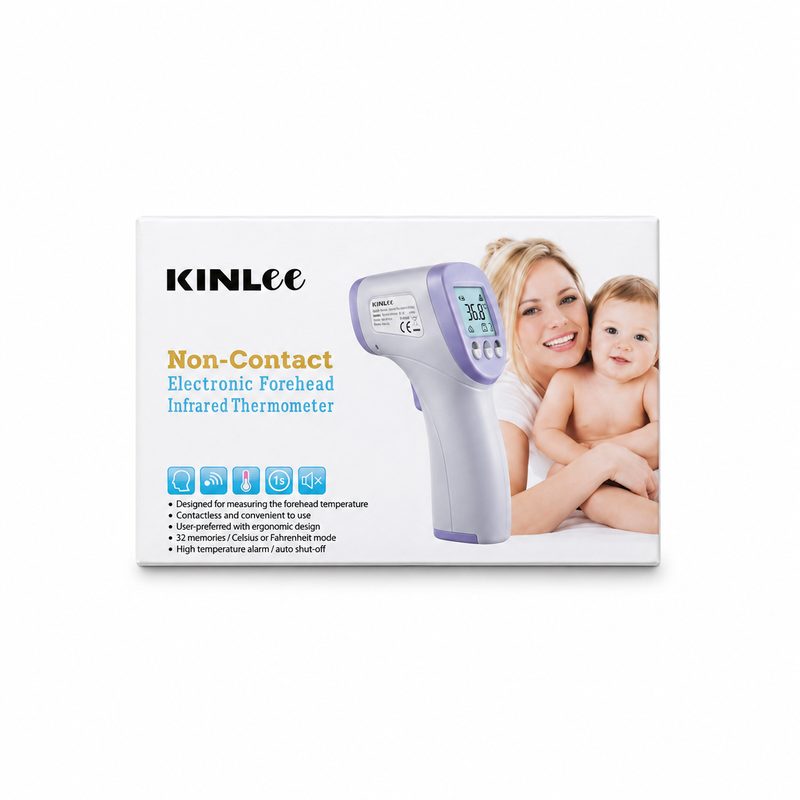 KINLee
Non-Contact
Electronic Forehead
Infrared Thermometer
1s
• Designed for measuring the forehead temperature
• Contactless and convenient to use
• User-preferred with ergonomic design
• 32 memories / Celsius or Fahrenheit mode
• High temperature alarm / auto shut-off
KINLee
CE
36.8°